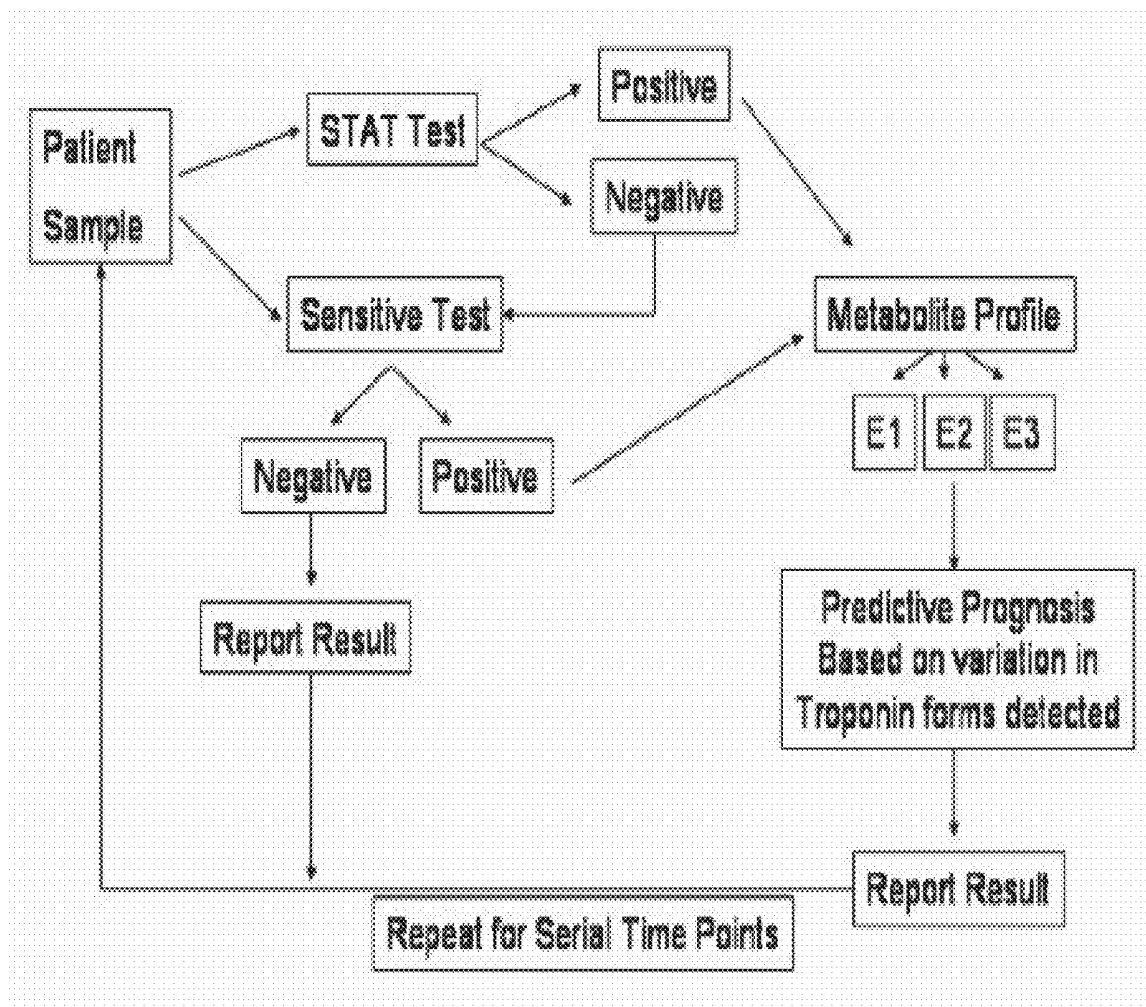 Patient
Sample
STAT Test
Positive
Negative
Sensitive Test
Metabolite Profile
E1 E2 E3
Negative
Positive
Report Result
Predictive Prognosis
Based on variation in
Troponin forms detected
Report Result
Repeat for Serial Time Points